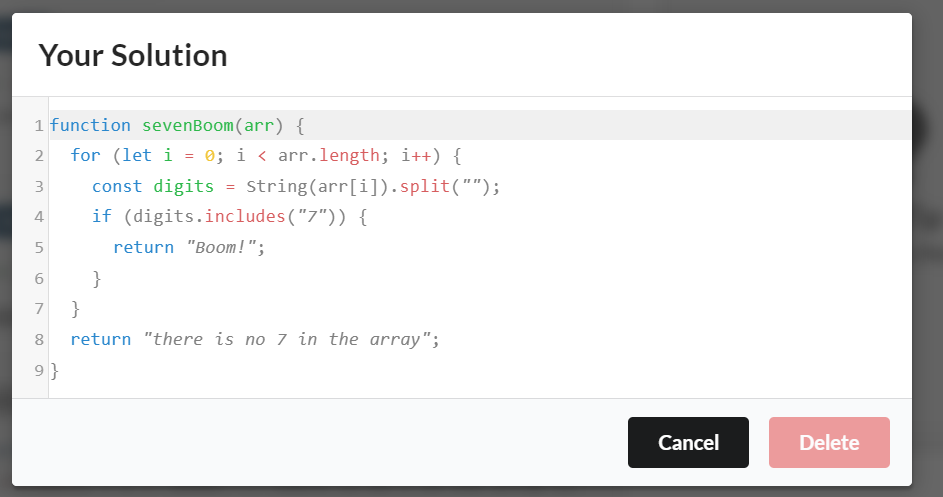 Your Solution
1 function sevenBoom(arr) {
2   for (let i = 0; i < arr.length; i++) {
3     const digits = String(arr[i]).split("");
4     if (digits.includes("7")) {
5       return "Boom!";
6     }
7   }
8   return "there is no 7 in the array";
9 }
Cancel Delete